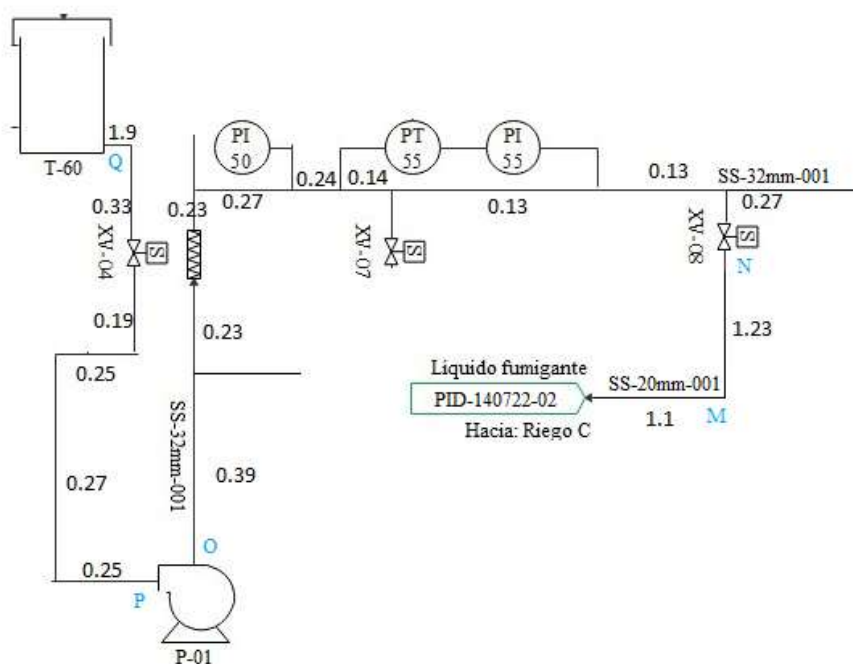 1.9
T-60
Q
PI
50
PT
55
PI
55
0.33
0.23
0.27
0.24
0.14
0.13
0.13
SS-32mm-001
0.27
XV-04
S
XV-07
S
XV-08
S
N
0.19
0.23
1.23
0.25
Líquido fumigante
SS-20mm-001
PID-140722-02
Hacia: Riego C
1.1
M
SS-32mm-001
0.27
0.39
O
0.25
P
P-01